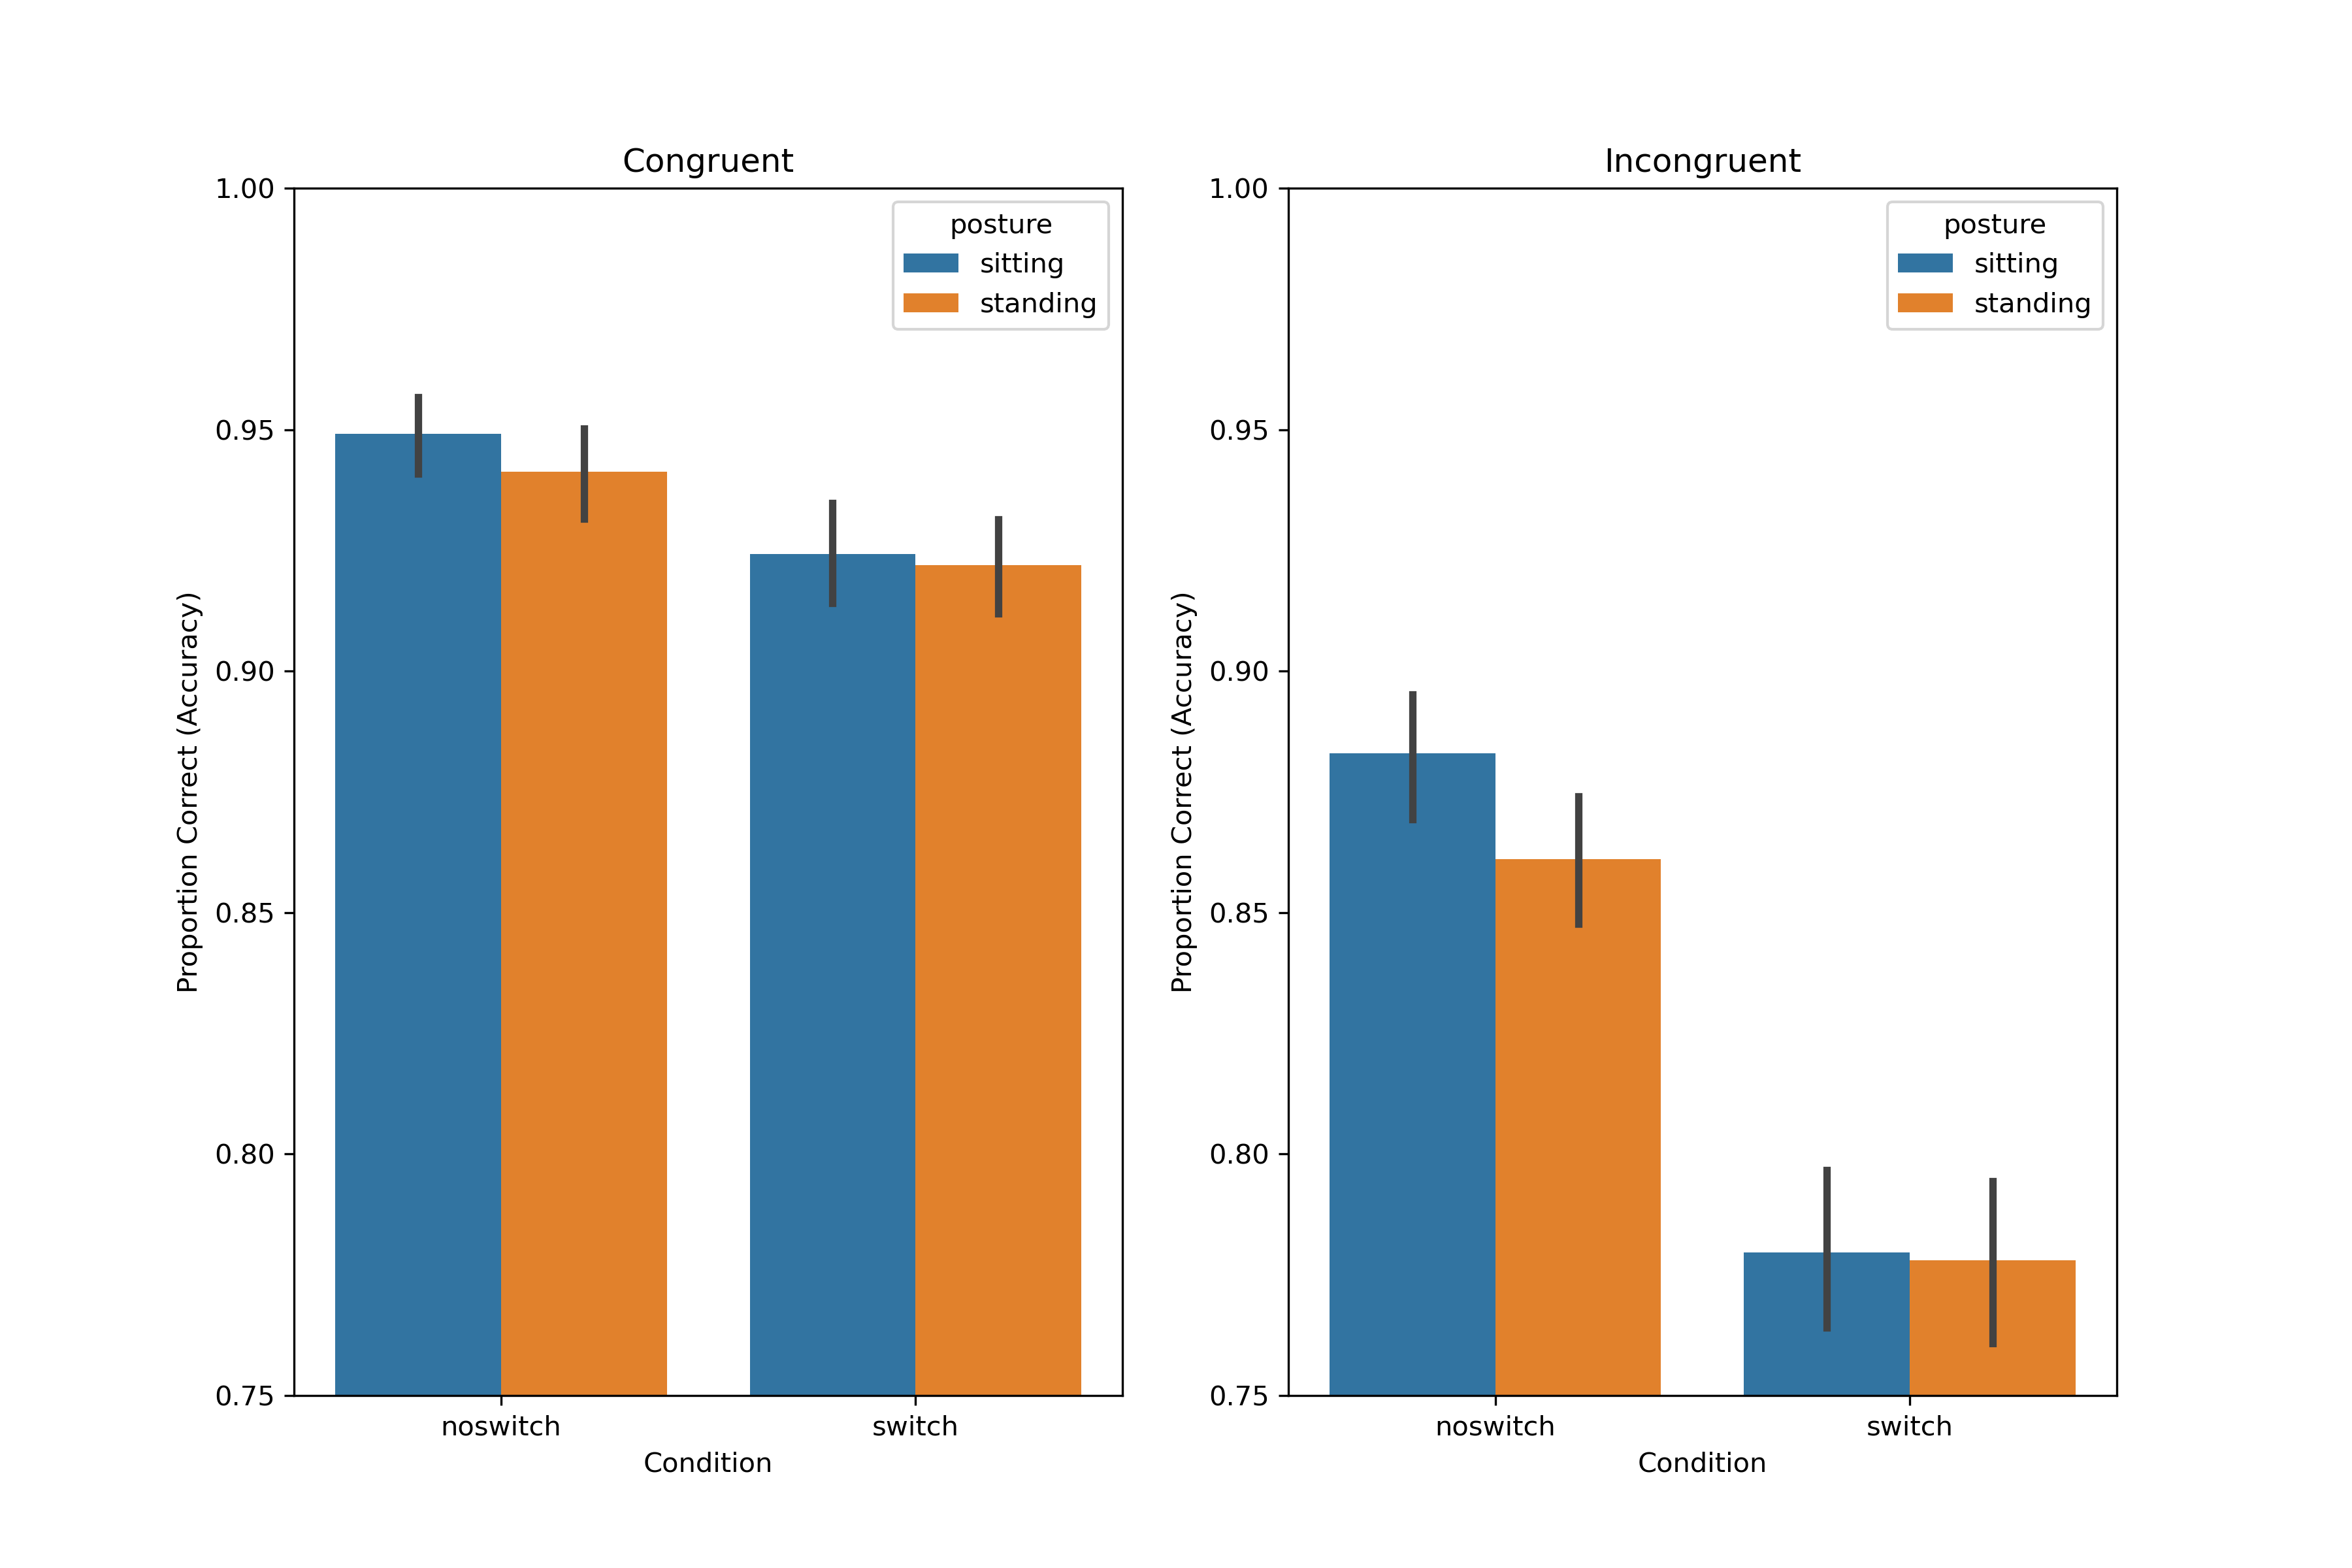 Congruent
1.00
0.95
0.90
0.85
0.80
0.75
Proportion Correct (Accuracy)
posture
sitting
standing
noswitch switch
Condition
Incongruent
1.00
0.95
0.90
0.85
0.80
0.75
Proportion Correct (Accuracy)
posture
sitting
standing
noswitch switch
Condition